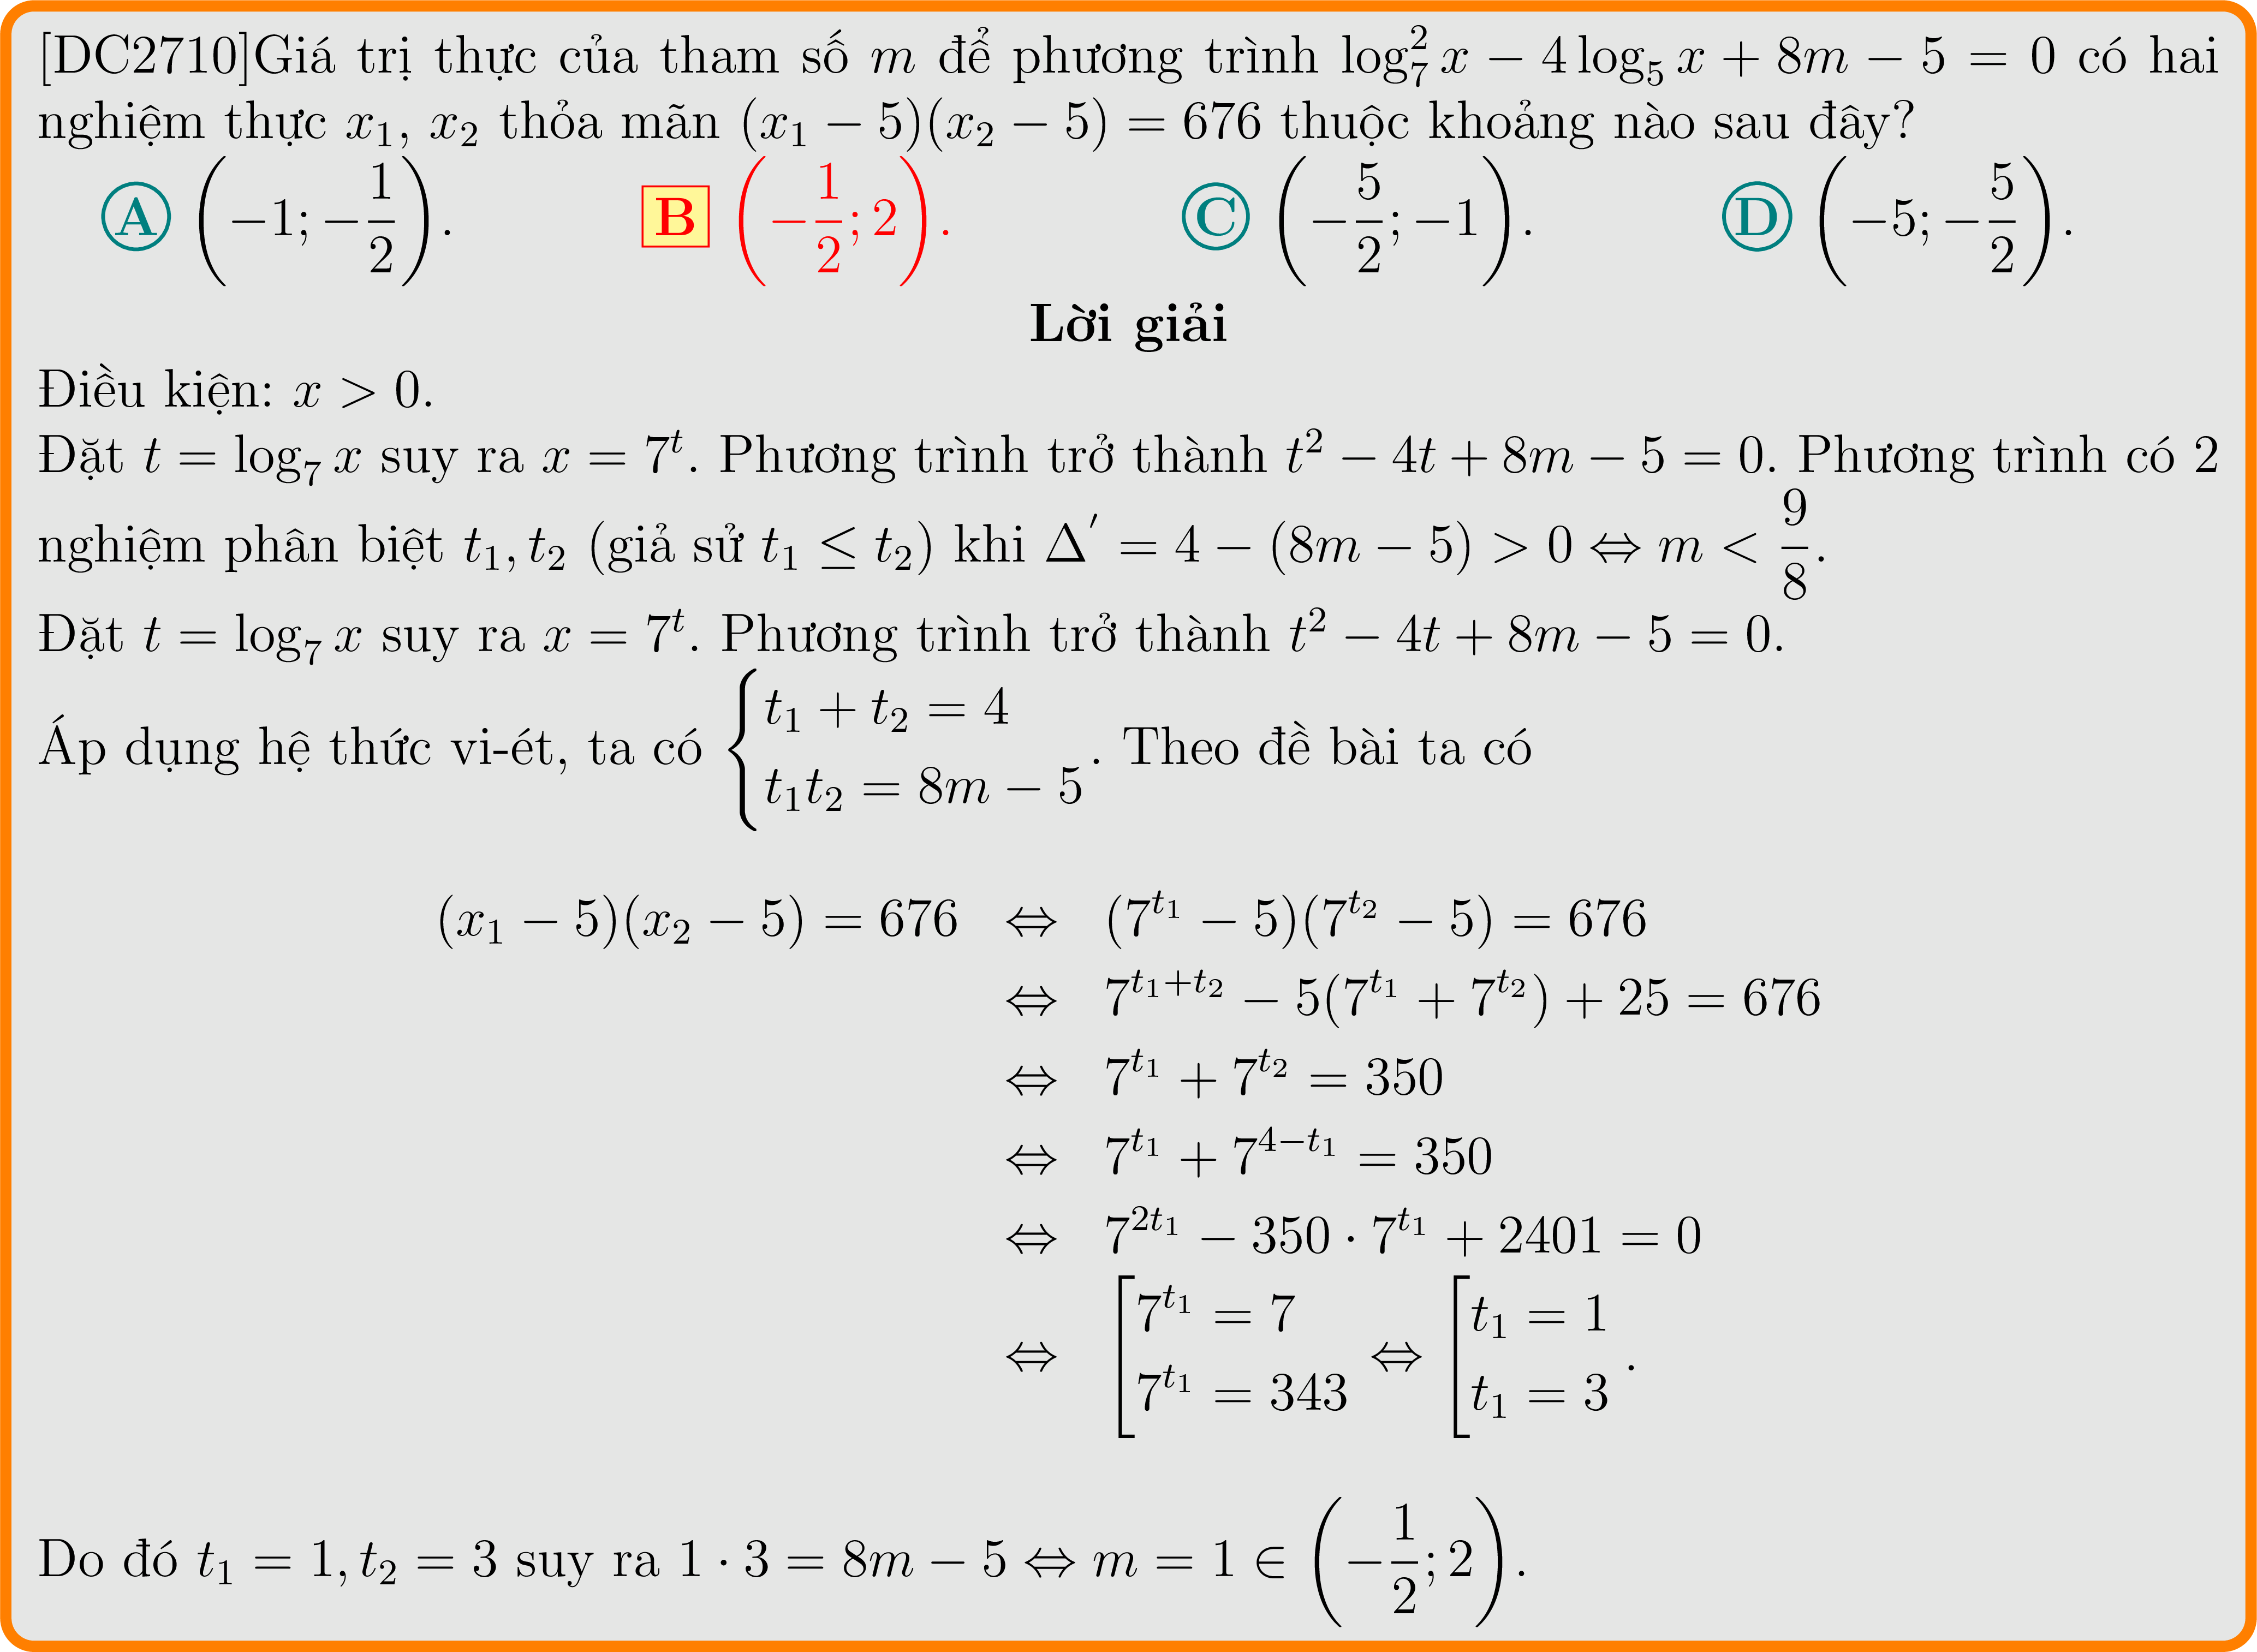 [DC2710]Giá trị thực của tham số $m$ để phương trình $\log_7^2 x - 4\log_5 x + 8m - 5 = 0$ có hai
nghiệm thực $x_1$, $x_2$ thỏa mãn $(x_1 - 5)(x_2 - 5) = 676$ thuộc khoảng nào sau đây?
A $\left(-1; -\frac{1}{2}\right)$. B $\left(-\frac{1}{2}; 2\right)$. C $\left(-\frac{5}{2}; -1\right)$. D $\left(-5; -\frac{5}{2}\right)$.
Lời giải
Điều kiện: $x > 0$.
Đặt $t = \log_7 x$ suy ra $x = 7^t$. Phương trình trở thành $t^2 - 4t + 8m - 5 = 0$. Phương trình có 2
nghiệm phân biệt $t_1, t_2$ (giả sử $t_1 \leq t_2$) khi $\Delta' = 4 - (8m - 5) > 0 \Leftrightarrow m < \frac{9}{8}$.
Đặt $t = \log_7 x$ suy ra $x = 7^t$. Phương trình trở thành $t^2 - 4t + 8m - 5 = 0$.
Áp dụng hệ thức vi-ét, ta có $\begin{cases} t_1 + t_2 = 4 \\ t_1 t_2 = 8m - 5 \end{cases}$. Theo đề bài ta có
$(x_1 - 5)(x_2 - 5) = 676 \Leftrightarrow (7^{t_1} - 5)(7^{t_2} - 5) = 676$
$\Leftrightarrow 7^{t_1 + t_2} - 5(7^{t_1} + 7^{t_2}) + 25 = 676$
$\Leftrightarrow 7^{t_1} + 7^{t_2} = 350$
$\Leftrightarrow 7^{t_1} + 7^{4 - t_1} = 350$
$\Leftrightarrow 7^{2t_1} - 350 \cdot 7^{t_1} + 2401 = 0$
$\Leftrightarrow \left[\begin{array}{l} 7^{t_1} = 7 \\ 7^{t_1} = 343 \end{array}\right. \Leftrightarrow \left[\begin{array}{l} t_1 = 1 \\ t_1 = 3 \end{array}\right.$.
Do đó $t_1 = 1, t_2 = 3$ suy ra $1 \cdot 3 = 8m - 5 \Leftrightarrow m = 1 \in \left(-\frac{1}{2}; 2\right)$.